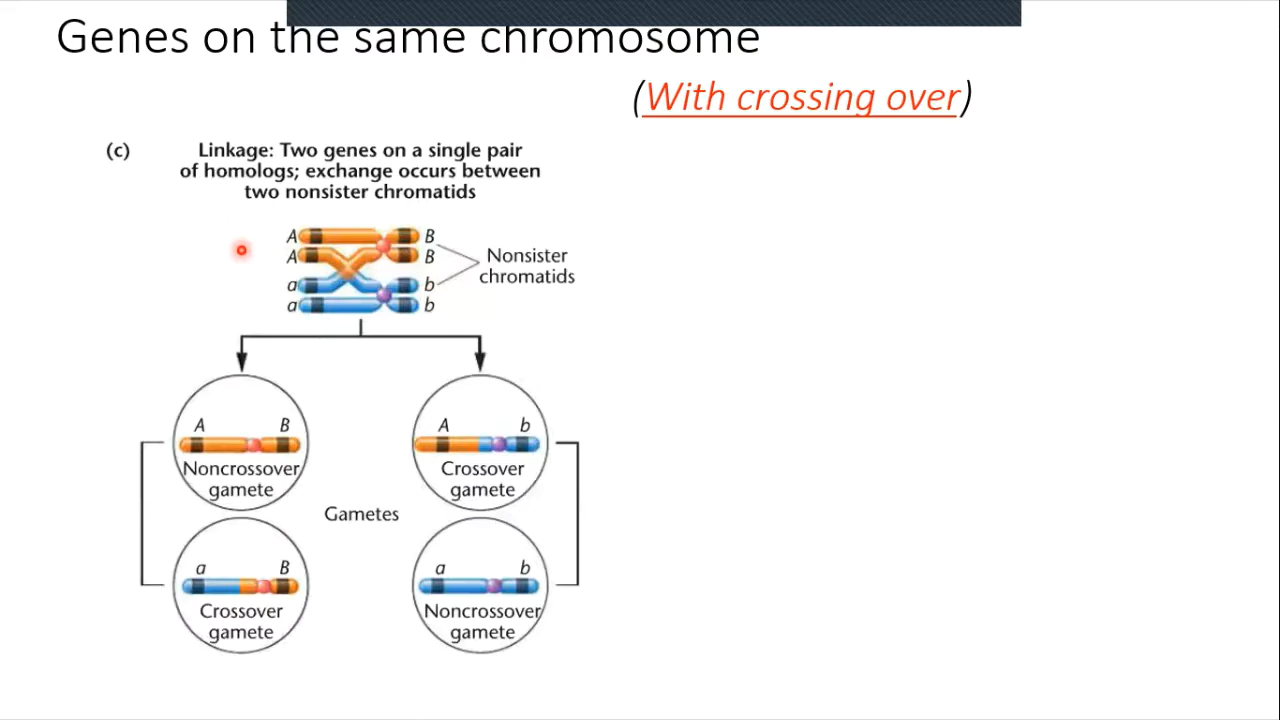 Genes on the same chromosome
(With crossing over)
(c) Linkage: Two genes on a single pair
of homologs; exchange occurs between
two nonsister chromatids
A B
A B
a b
a b
Nonsister
chromatids
A B
Noncrossover
gamete
A b
Crossover
gamete
Gametes
a B
Crossover
gamete
a b
Noncrossover
gamete